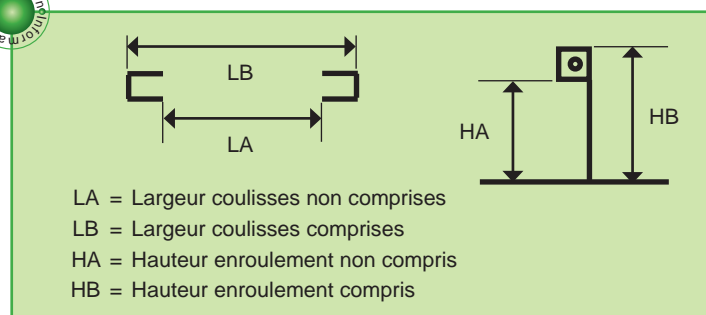 LB
LA
HA
HB
LA = Largeur coulisses non comprises
LB = Largeur coulisses comprises
HA = Hauteur enroulement non compris
HB = Hauteur enroulement compris